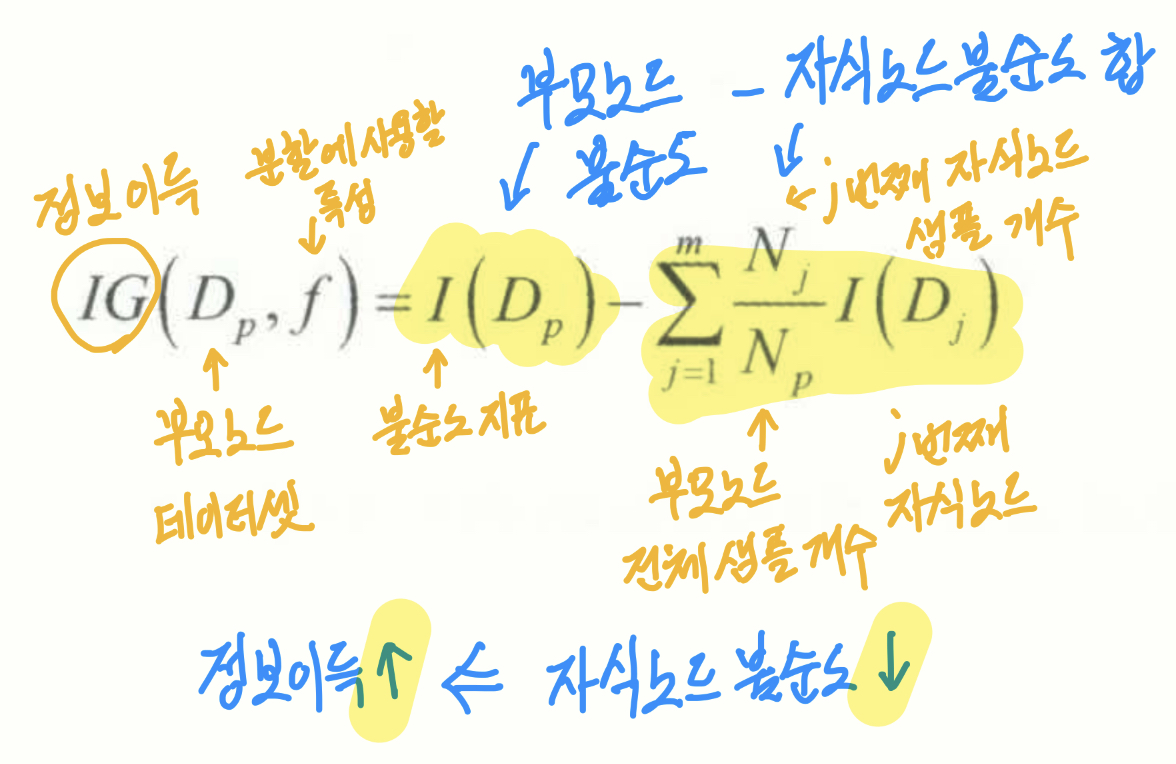 부모노드 - 자식노드불순도 합
불순도
분할에사용할
특성
정보이득
j번째 자식노드
샘플 개수
IG(D_p, f) = I(D_p) - \sum_{j=1}^{m} \frac{N_j}{N_p} I(D_j)
부모노드
데이터셋
불순도지표
부모노드
전체샘플개수
j번째
자식노드
정보이득↑ ⇐ 자식노드 불순도↓